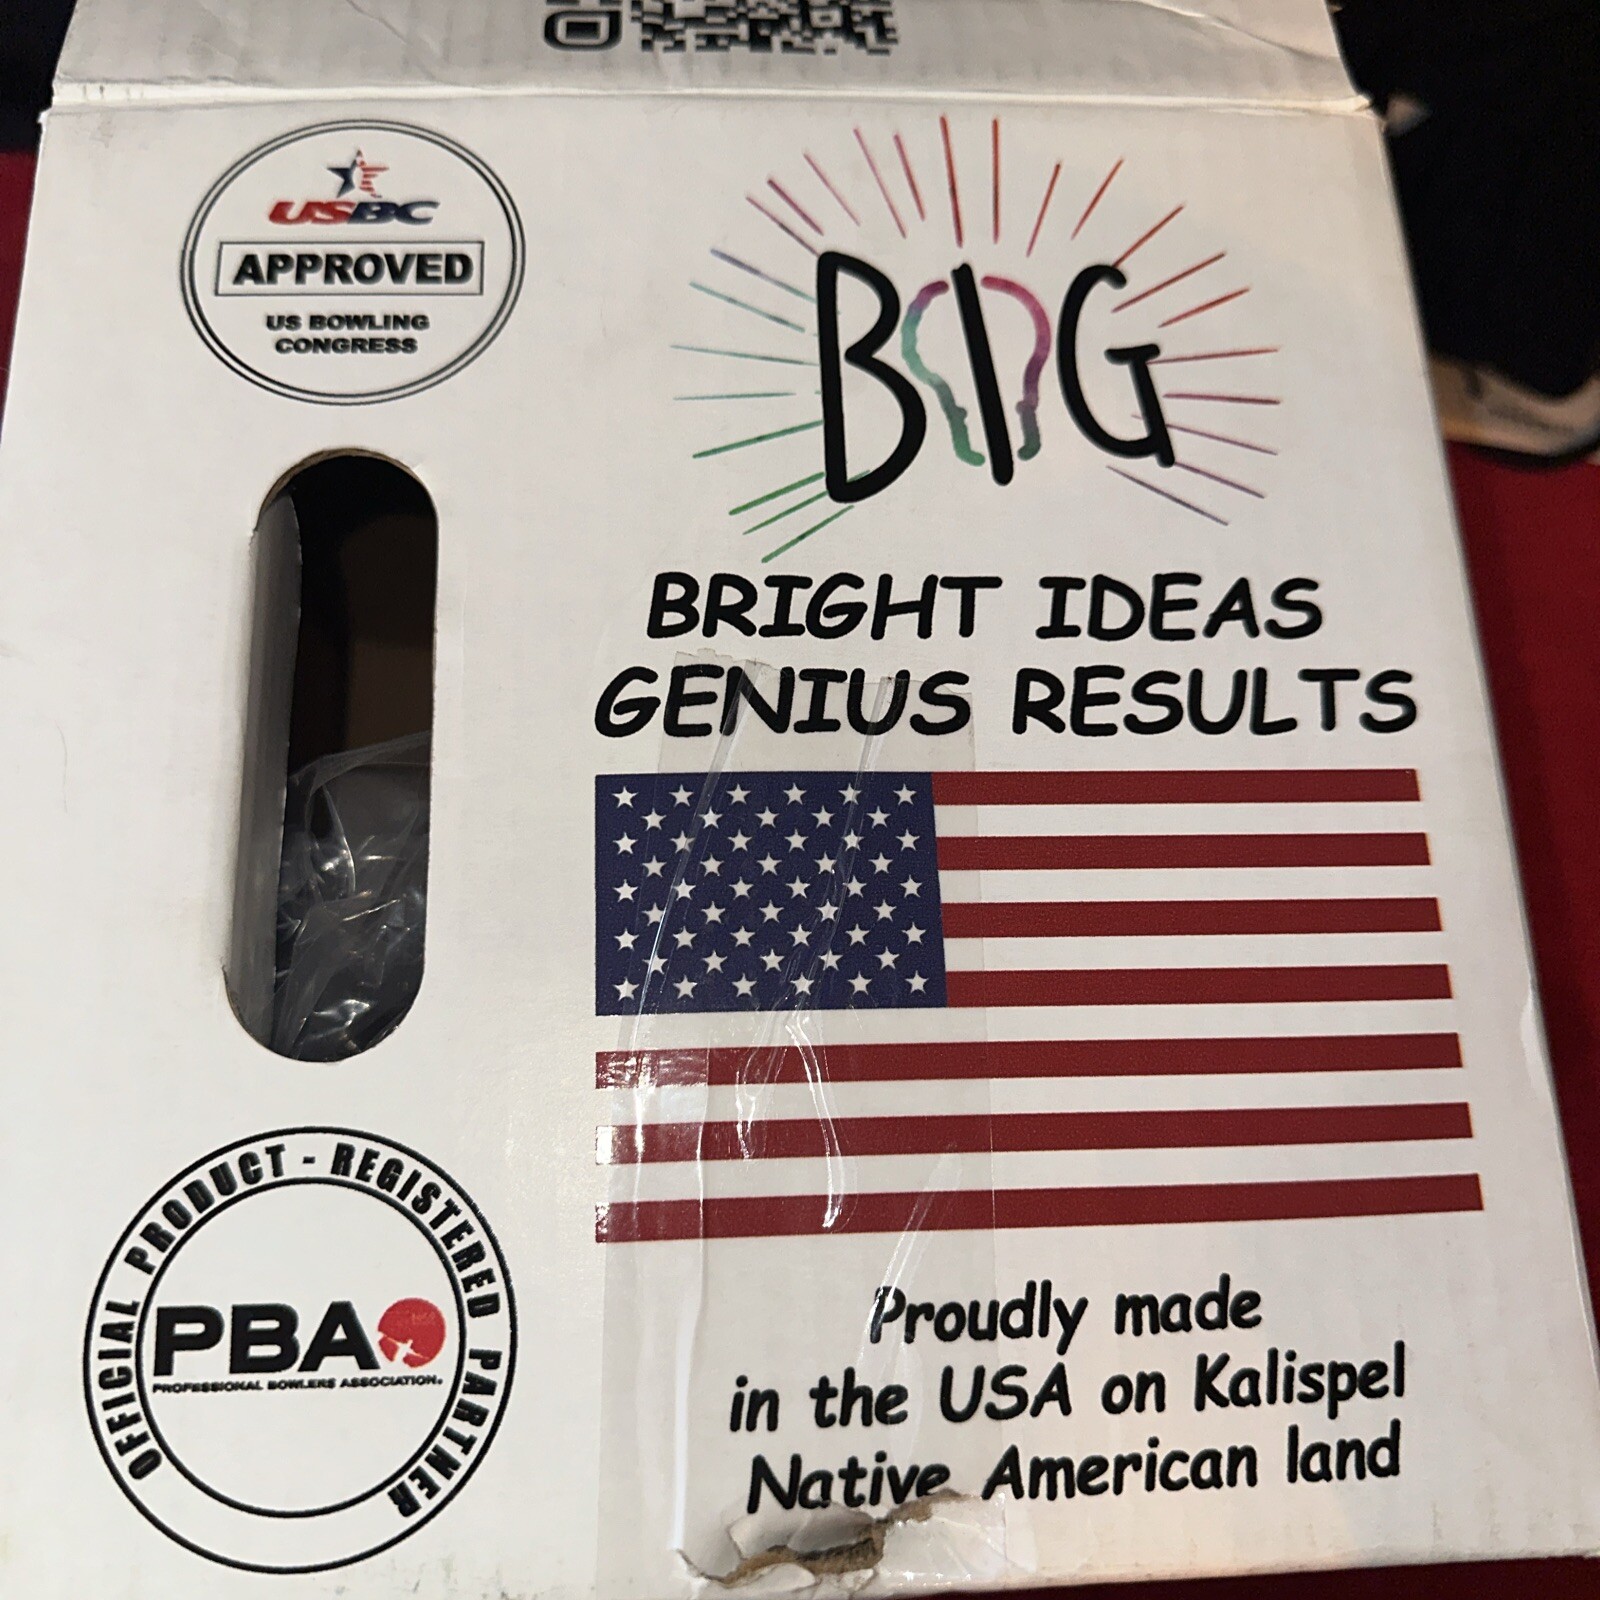 USBC
APPROVED
US BOWLING
CONGRESS
BIG
BRIGHT IDEAS
GENIUS RESULTS
OFFICIAL PRODUCT - REGISTERED PARTNER
PBA
PROFESSIONAL BOWLERS ASSOCIATION.
Proudly made
in the USA on Kalispel
Native American land